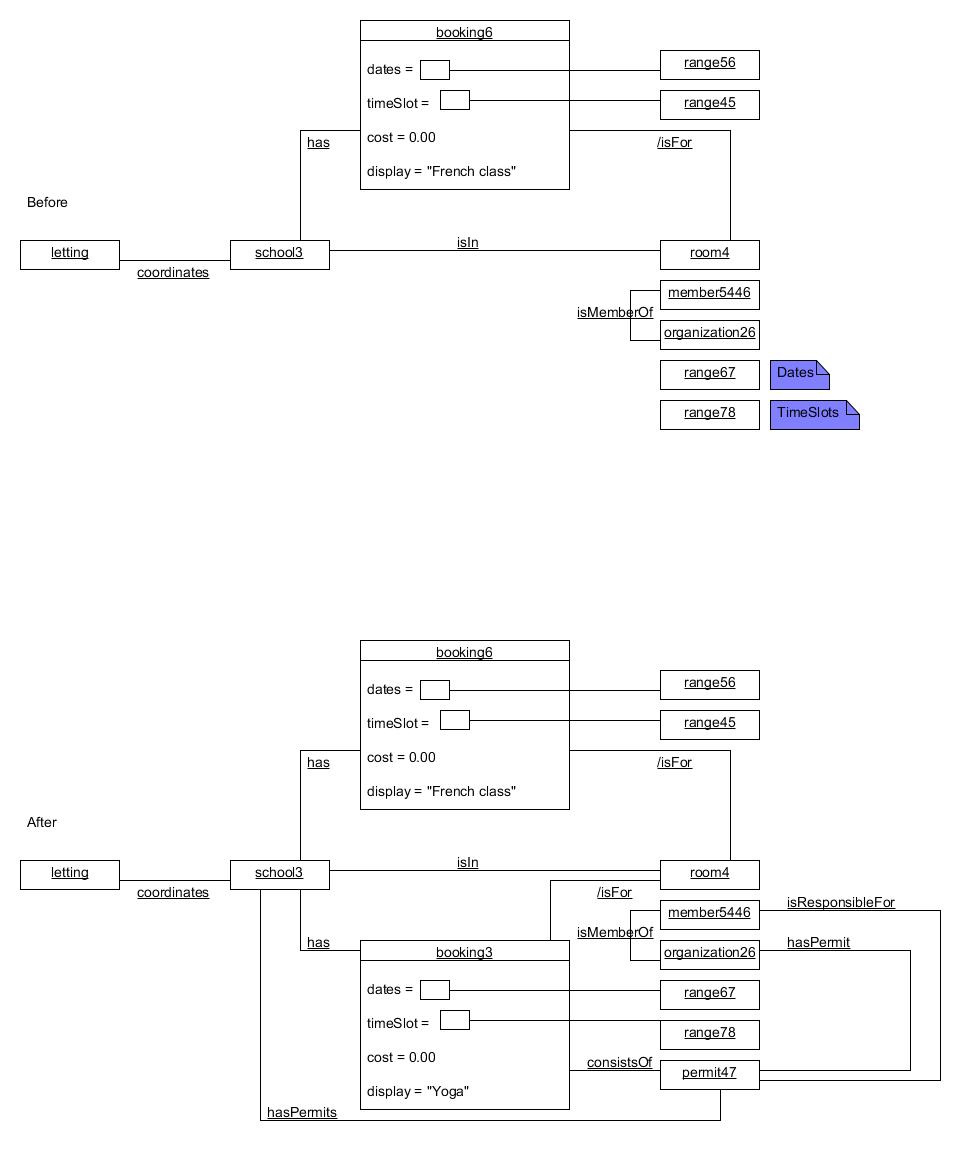 booking6
dates =
range56
timeSlot =
range45
has
cost = 0.00
/isFor
display = "French class"
Before
letting
coordinates
school3
isIn
room4
member5446
isMemberOf
organization26
range67
Dates
range78
TimeSlots
booking6
dates =
range56
timeSlot =
range45
has
cost = 0.00
/isFor
display = "French class"
After
letting
coordinates
school3
isIn
room4
/isFor
member5446
isResponsibleFor
isMemberOf
has
booking3
organization26
hasPermit
dates =
range67
timeSlot =
range78
cost = 0.00
consistsOf
permit47
display = "Yoga"
hasPermits